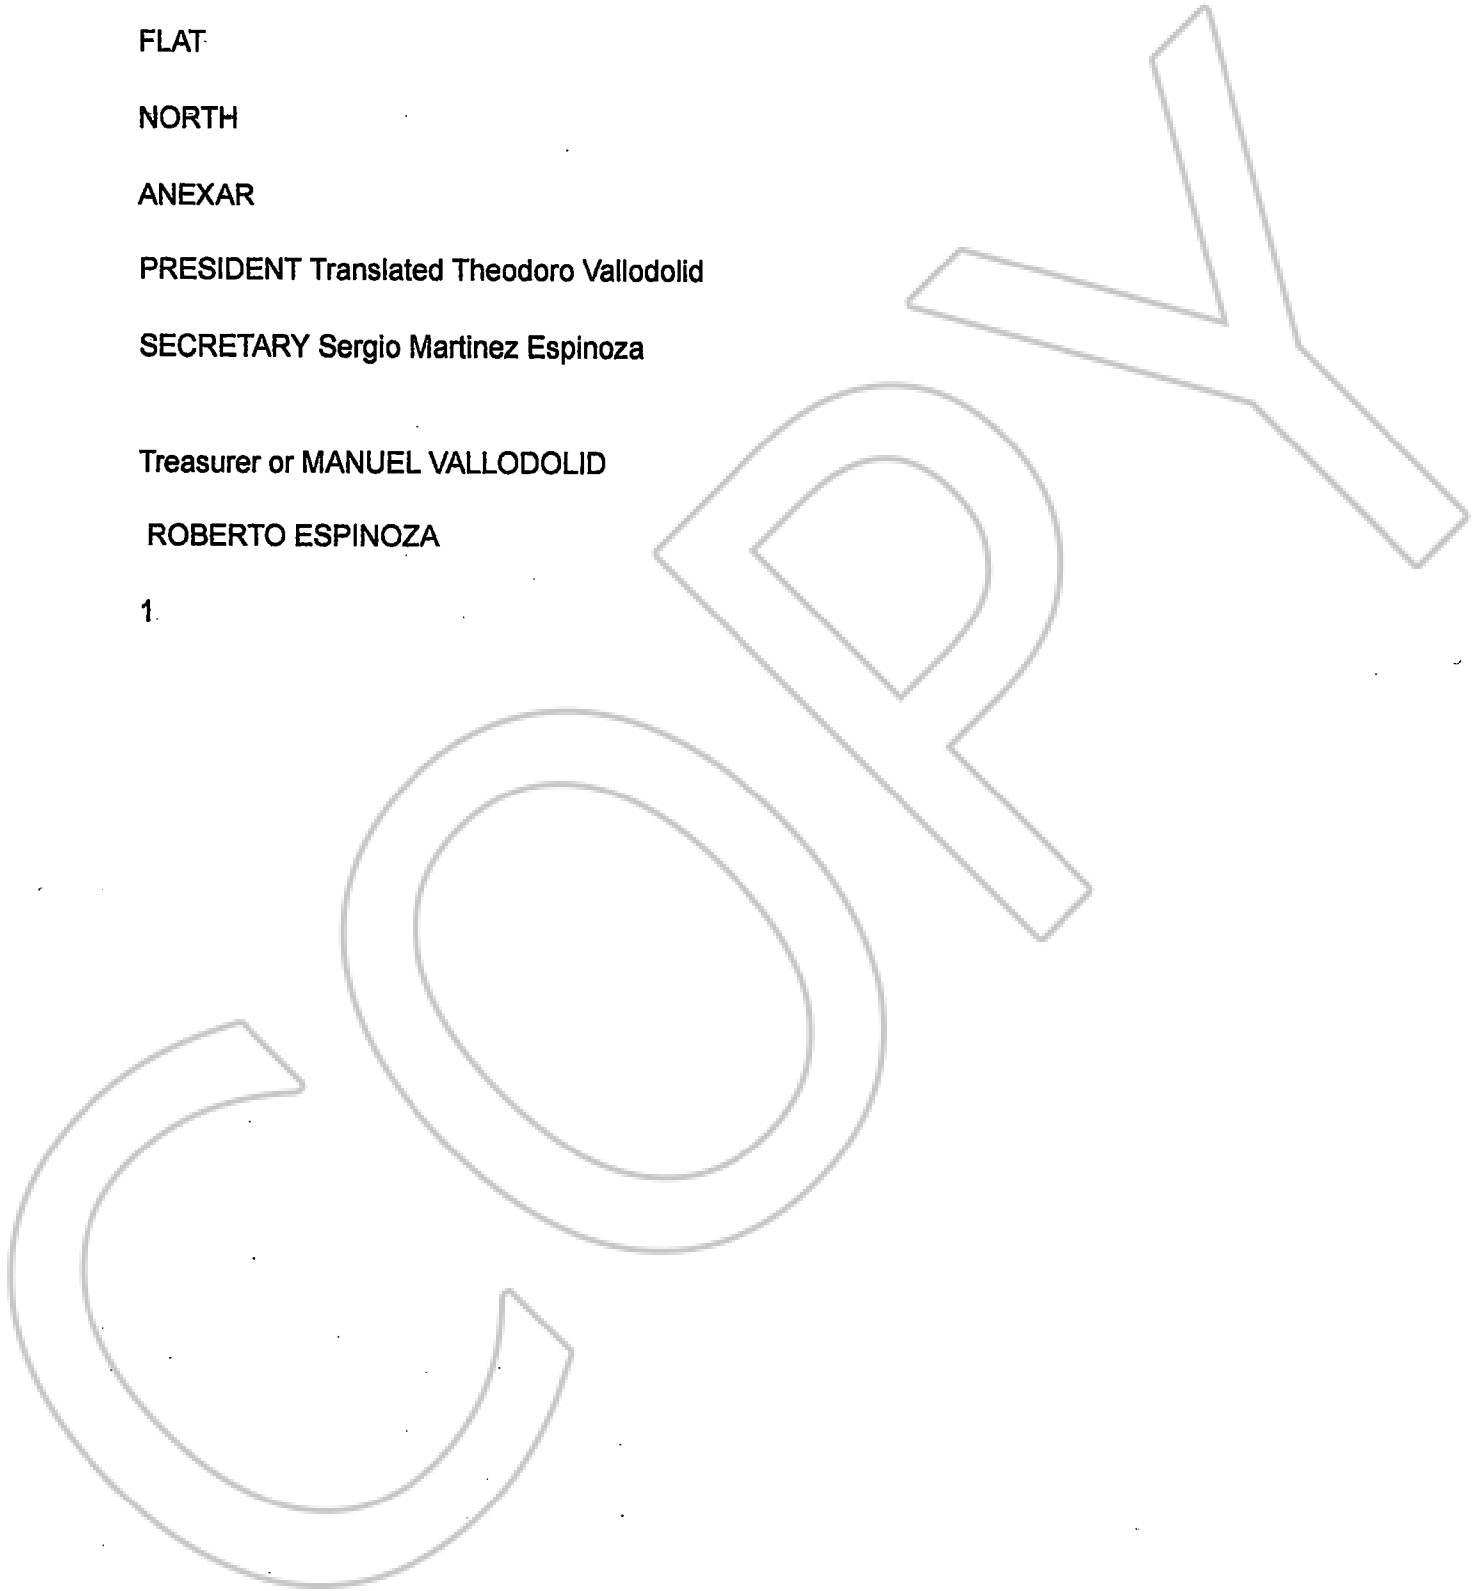 FLAT
NORTH
ANEXAR
PRESIDENT Translated Theodoro Vallodolid
SECRETARY Sergio Martinez Espinoza
Treasurer or MANUEL VALLODOLID
ROBERTO ESPINOZA
1.
COPY